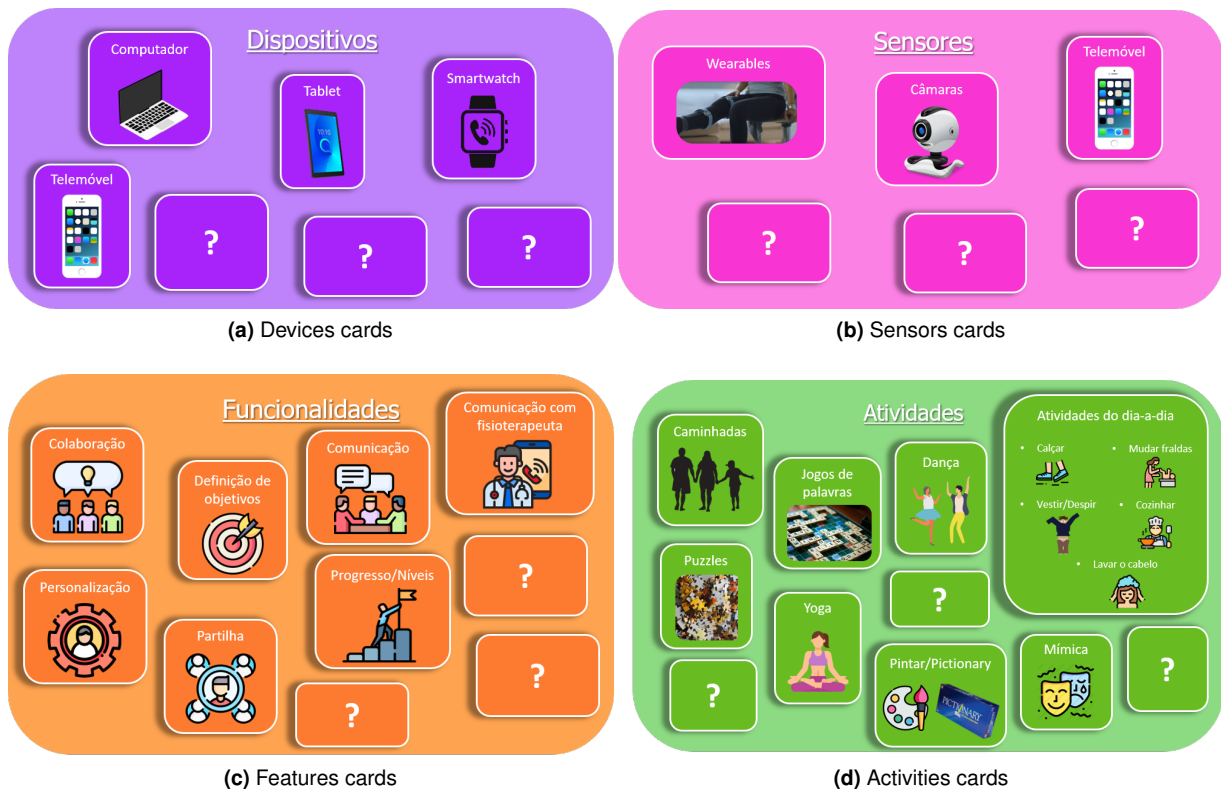 Dispositivos
Computador
Tablet
Smartwatch
Telemóvel
?
?
?
(a) Devices cards
Sensores
Wearables
Câmaras
Telemóvel
?
?
?
(b) Sensors cards
Funcionalidades
Colaboração
Definição de
objetivos
Comunicação
Comunicação com
fisioterapeuta
Personalização
Partilha
Progresso/Níveis
?
?
?
(c) Features cards
Atividades
Caminhadas
Jogos de
palavras
Dança
Atividades do dia-a-dia
• Calçar
• Mudar fraldas
• Vestir/Despir
• Cozinhar
• Lavar o cabelo
Puzzles
Yoga
?
?
Pintar/Pictionary
PICTIONARY
Mímica
?
(d) Activities cards